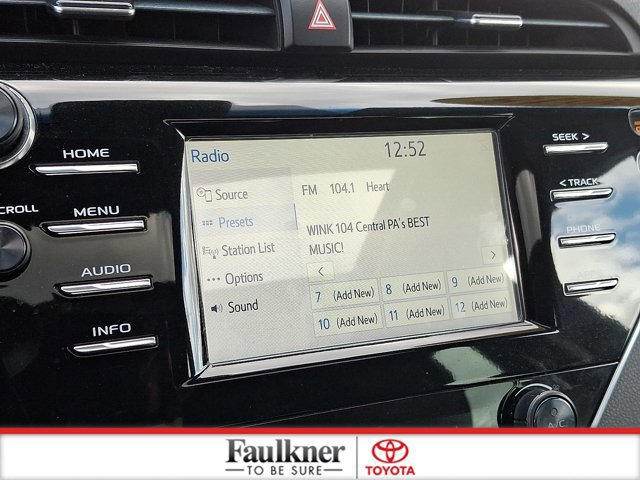 Radio
12:52
HOME
MENU
AUDIO
INFO
SCROLL
Source
Presets
Station List
Options
Sound
FM 104.1 Heart
WINK 104 Central PA's BEST
MUSIC!
<
>
7 (Add New)
8 (Add New)
9 (Add New)
10 (Add New)
11 (Add New)
12 (Add New)
SEEK >
< TRACK
PHONE
A/C
Faulkner
TO BE SURE
TOYOTA